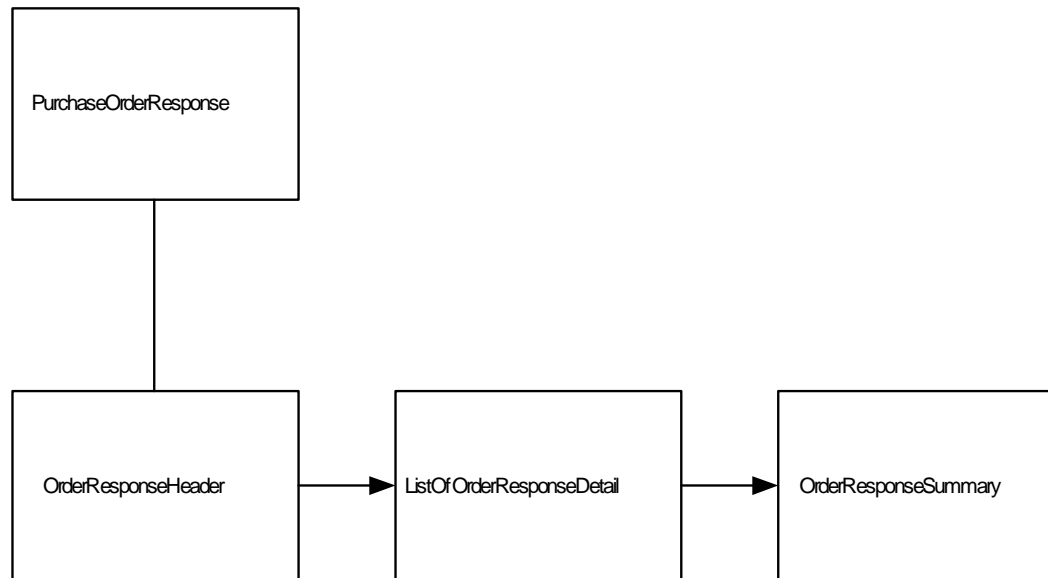 PurchaseOrderResponse
OrderResponseHeader
ListOfOrderResponseDetail
OrderResponseSummary